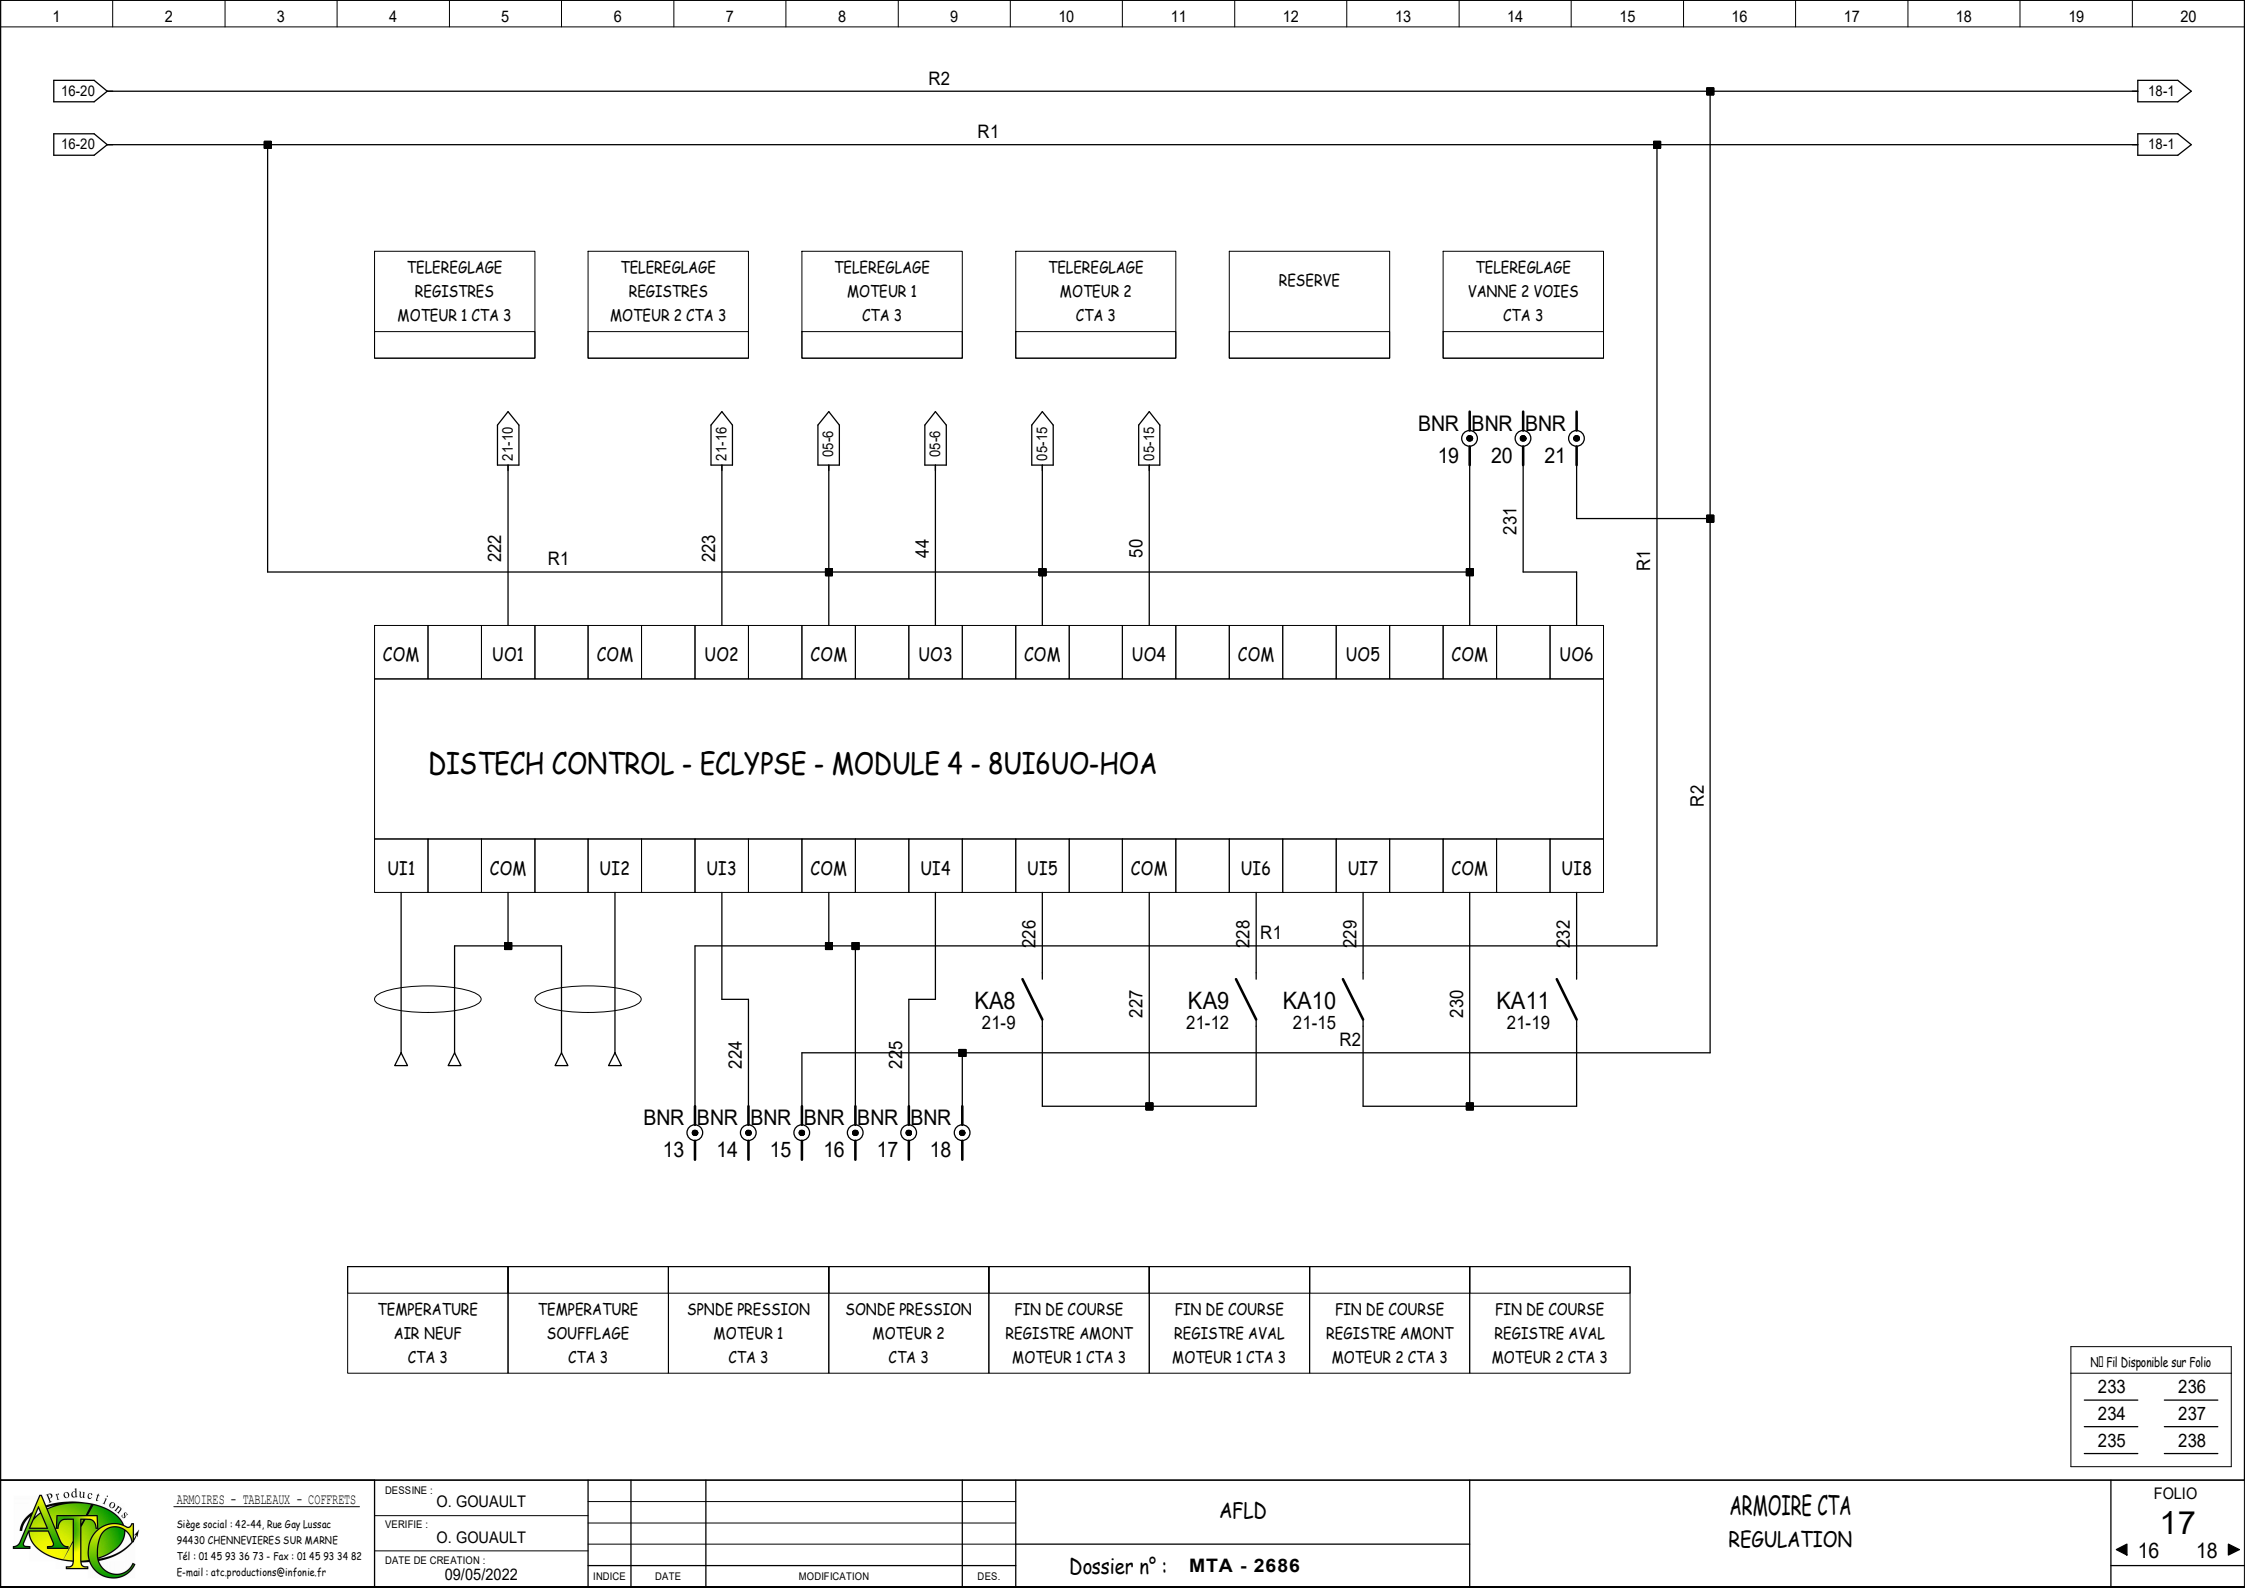 1 2 3 4 5 6 7 8 9 10 11 12 13 14 15 16 17 18 19 20
16-20 R2 18-1
16-20 R1 18-1
TELEREGLAGE
REGISTRES
MOTEUR 1 CTA 3
TELEREGLAGE
REGISTRES
MOTEUR 2 CTA 3
TELEREGLAGE
MOTEUR 1
CTA 3
TELEREGLAGE
MOTEUR 2
CTA 3
RESERVE
TELEREGLAGE
VANNE 2 VOIES
CTA 3
21-10 21-16 05-6 05-6 05-15 05-15
BNR BNR BNR
19 20 21
222 R1 223 44 50 231 R1
COM UO1 COM UO2 COM UO3 COM UO4 COM UO5 COM UO6
DISTECH CONTROL - ECLYPSE - MODULE 4 - 8UI6UO-HOA
R2
UI1 COM UI2 UI3 COM UI4 UI5 COM UI6 UI7 COM UI8
226 228 R1 229 232
KA8 227 KA9 KA10 230 KA11
21-9 21-12 21-15 21-19
224 225 R2
BNR BNR BNR BNR BNR BNR
13 14 15 16 17 18
TEMPERATURE
AIR NEUF
CTA 3
TEMPERATURE
SOUFFLAGE
CTA 3
SPNDE PRESSION
MOTEUR 1
CTA 3
SONDE PRESSION
MOTEUR 2
CTA 3
FIN DE COURSE
REGISTRE AMONT
MOTEUR 1 CTA 3
FIN DE COURSE
REGISTRE AVAL
MOTEUR 1 CTA 3
FIN DE COURSE
REGISTRE AMONT
MOTEUR 2 CTA 3
FIN DE COURSE
REGISTRE AVAL
MOTEUR 2 CTA 3
N▯ Fil Disponible sur Folio
233 236
234 237
235 238
Productions
ATC
ARMOIRES - TABLEAUX - COFFRETS
Siège social : 42-44, Rue Gay Lussac
94430 CHENNEVIERES SUR MARNE
Tél : 01 45 93 36 73 - Fax : 01 45 93 34 82
E-mail : atc.productions@infonie.fr
DESSINE :
O. GOUAULT
VERIFIE :
O. GOUAULT
DATE DE CREATION :
09/05/2022
INDICE DATE MODIFICATION DES.
AFLD
Dossier n° : MTA - 2686
ARMOIRE CTA
REGULATION
FOLIO
17
◄ 16 18 ►